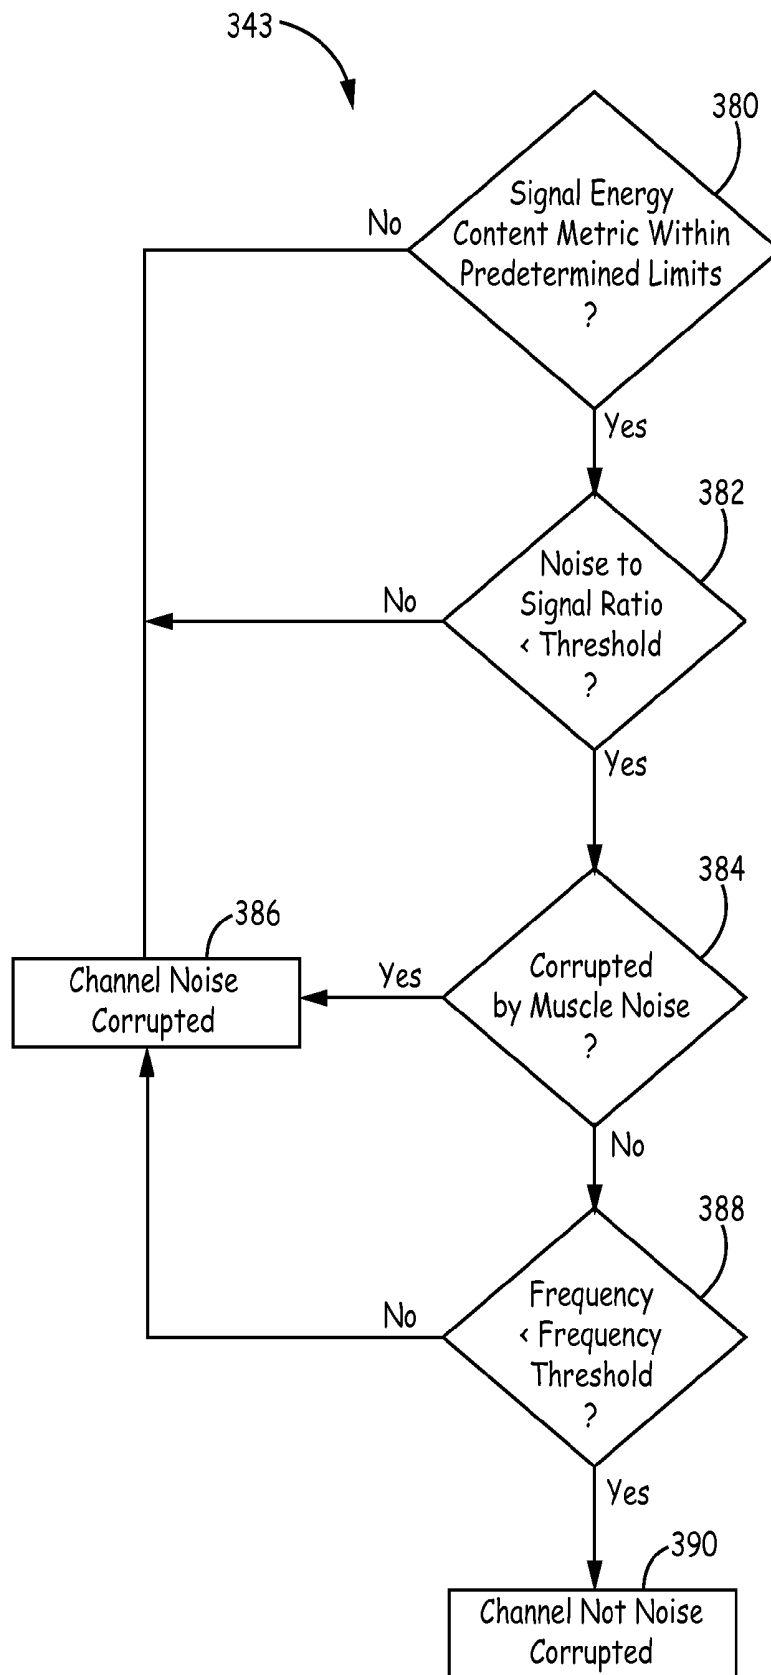 343
380
Signal Energy
Content Metric Within
Predetermined Limits
?
No
Yes
382
Noise to
Signal Ratio
< Threshold
?
No
Yes
384
386
Channel Noise
Corrupted
Yes
Corrupted
by Muscle Noise
?
No
388
Frequency
< Frequency
Threshold
?
No
Yes
390
Channel Not Noise
Corrupted